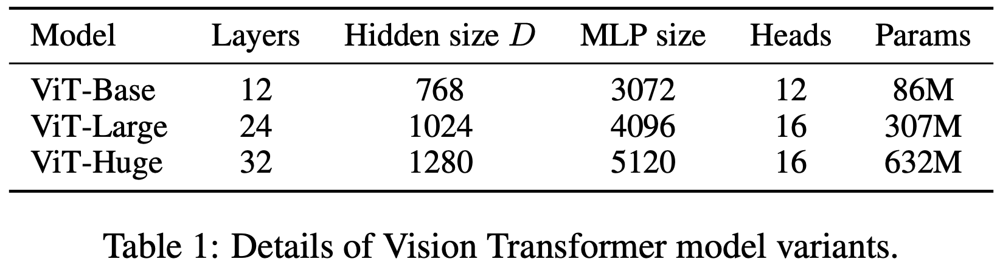 Model Layers Hidden size D MLP size Heads Params
ViT-Base 12 768 3072 12 86M
ViT-Large 24 1024 4096 16 307M
ViT-Huge 32 1280 5120 16 632M
Table 1: Details of Vision Transformer model variants.